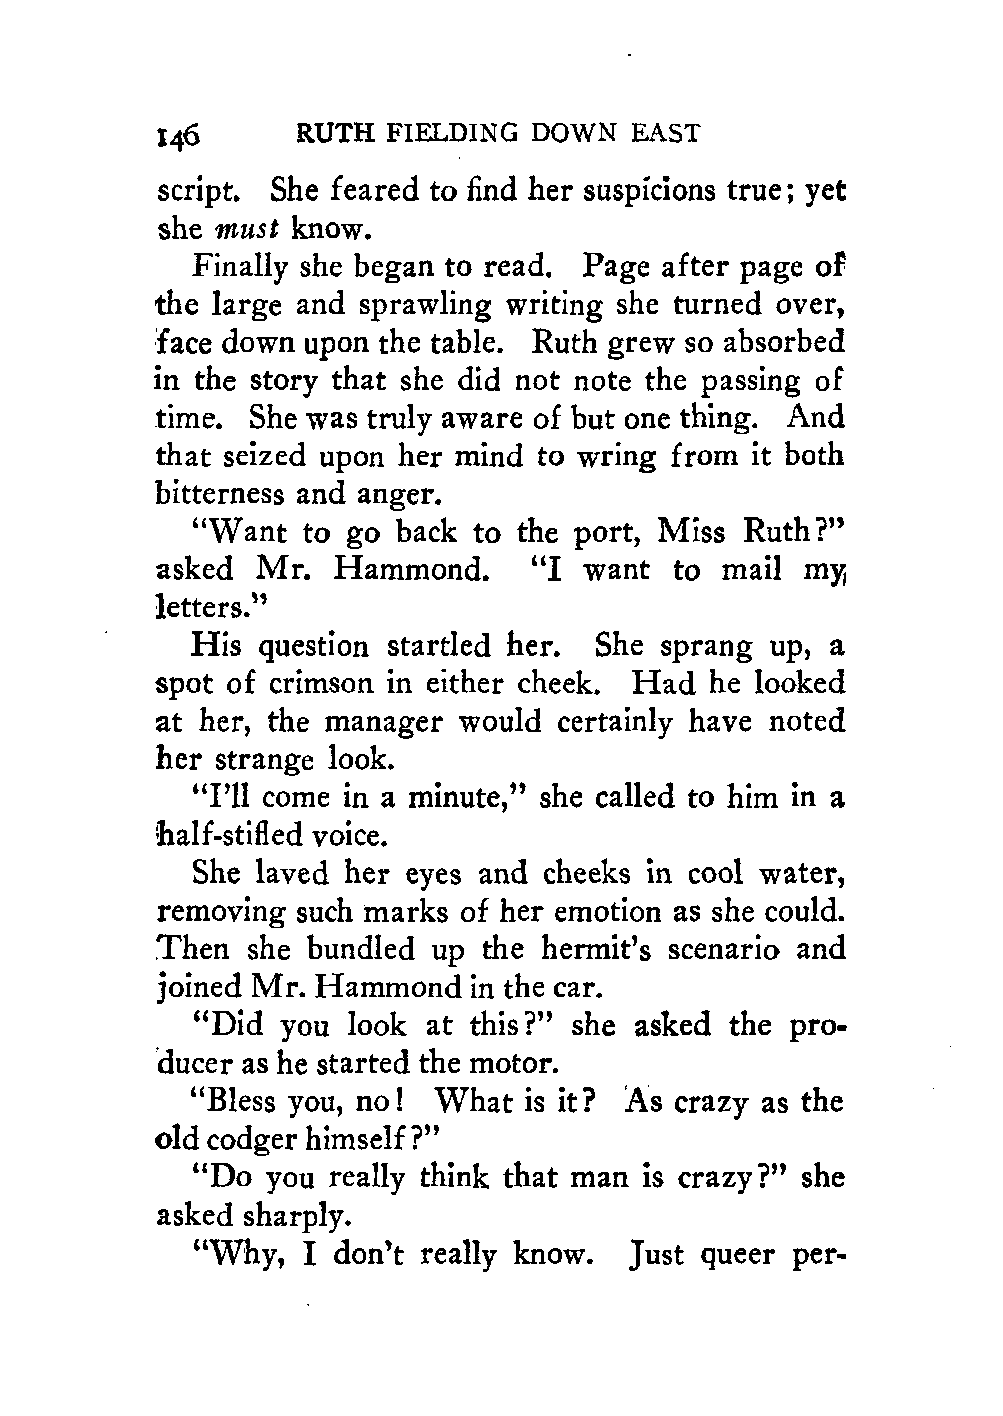 146 RUTH FIELDING DOWN EAST
script. She feared to find her suspicions true; yet
she must know.
Finally she began to read. Page after page of
the large and sprawling writing she turned over,
face down upon the table. Ruth grew so absorbed
in the story that she did not note the passing of
time. She was truly aware of but one thing. And
that seized upon her mind to wring from it both
bitterness and anger.
"Want to go back to the port, Miss Ruth?"
asked Mr. Hammond. "I want to mail my
letters."
His question startled her. She sprang up, a
spot of crimson in either cheek. Had he looked
at her, the manager would certainly have noted
her strange look.
"I'll come in a minute," she called to him in a
half-stifled voice.
She laved her eyes and cheeks in cool water,
removing such marks of her emotion as she could.
Then she bundled up the hermit's scenario and
joined Mr. Hammond in the car.
"Did you look at this?" she asked the pro-
ducer as he started the motor.
"Bless you, no! What is it? As crazy as the
old codger himself?"
"Do you really think that man is crazy?" she
asked sharply.
"Why, I don't really know. Just queer per-